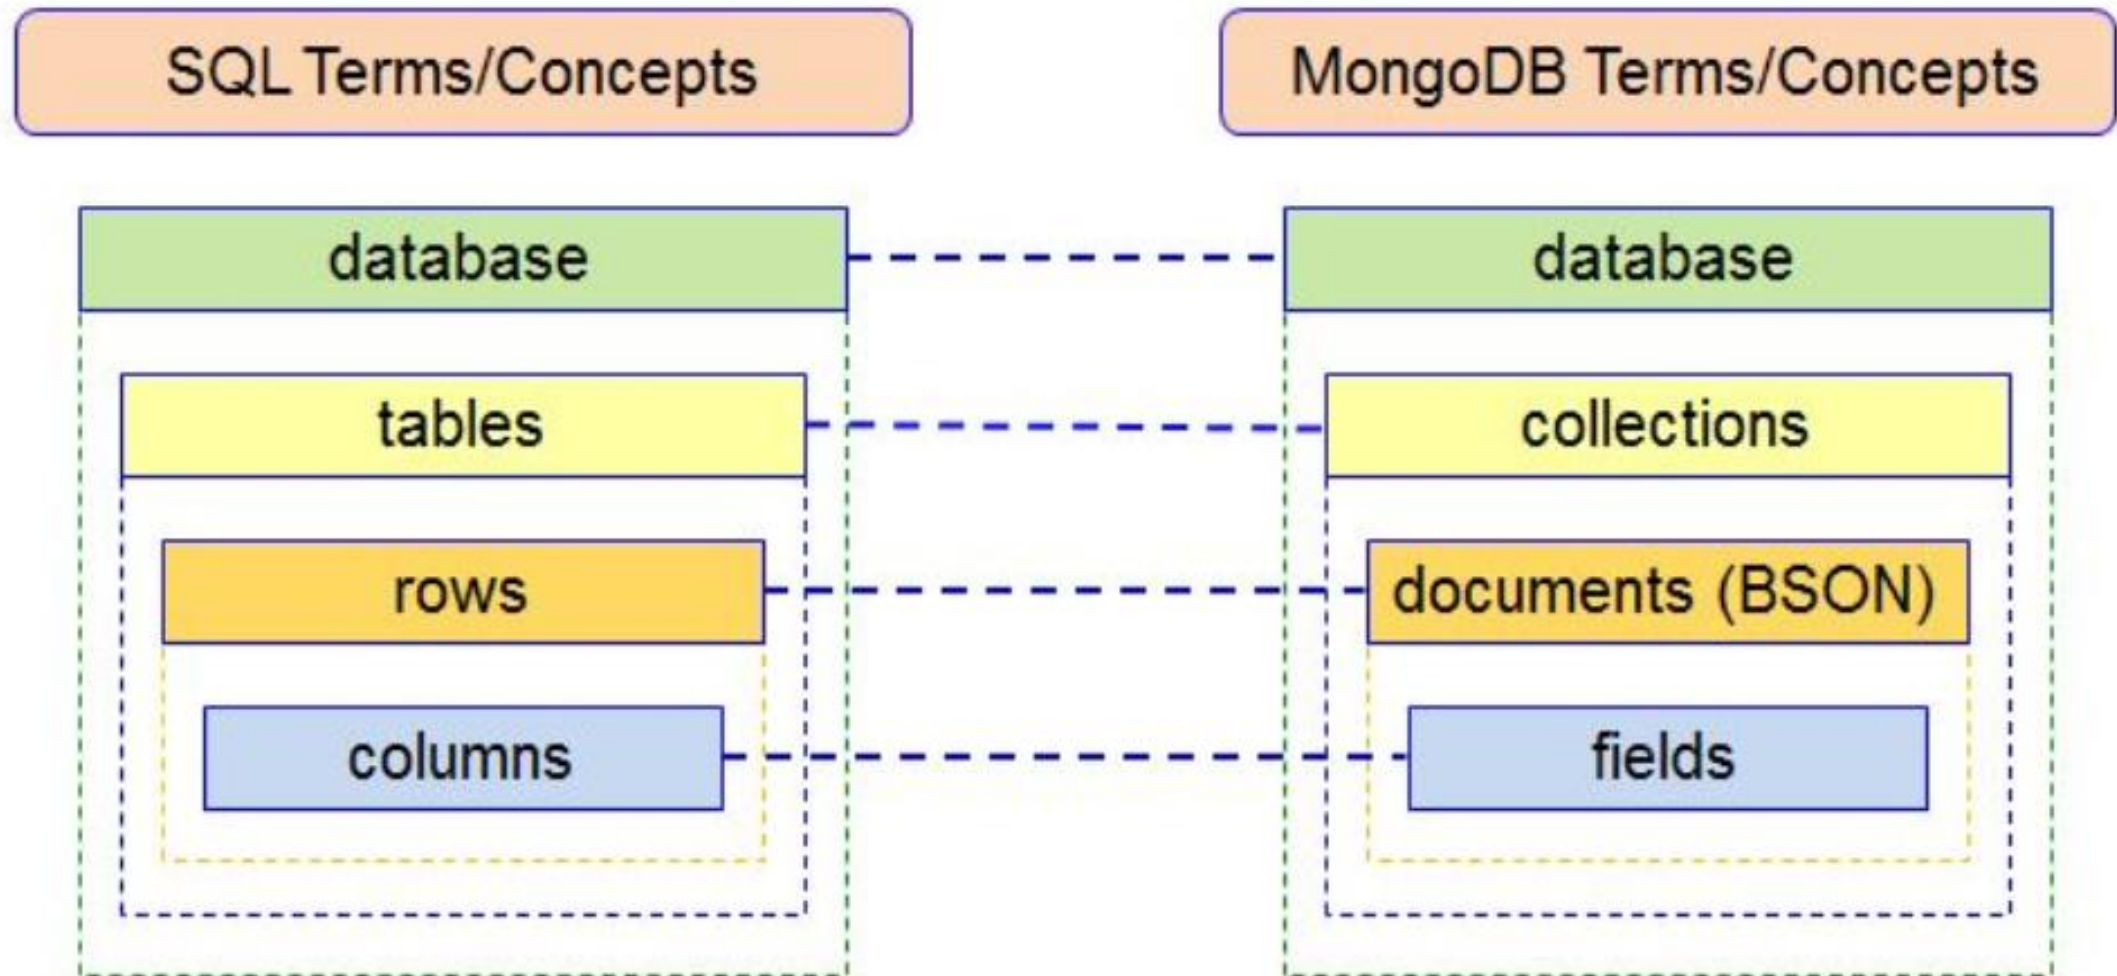 SQL Terms/Concepts
MongoDB Terms/Concepts
database
database
tables
collections
rows
documents (BSON)
columns
fields